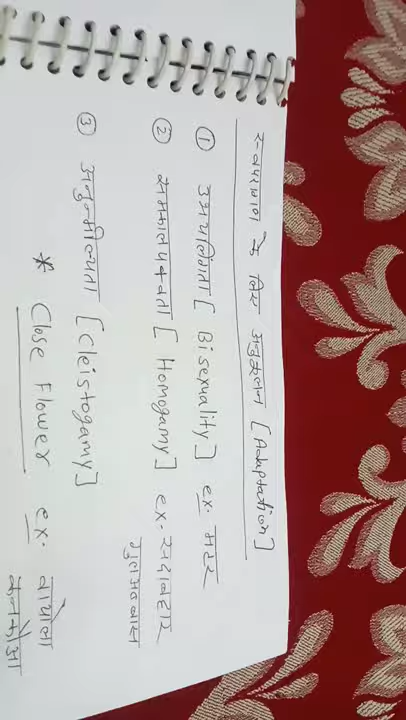 स्वपरागण के लिए अनुकूलन [Adaptation]
① उभयलिंगता [Bisexuality] ex. मटर
② समकालपक्वता [Homogamy] ex. सदाबहार
गुलअब्बास
③ अनुन्मील्यता [Cleistogamy]
* Close Flower ex. वायोला
कनकौआ